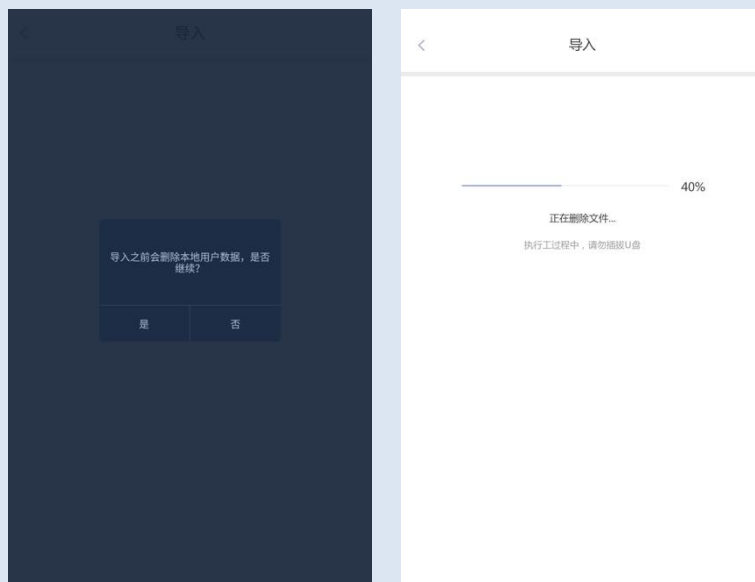 导入
导入之前会删除本地用户数据，是否
继续？
是
否
导入
40%
正在删除文件...
执行工过程中，请勿插拔U盘